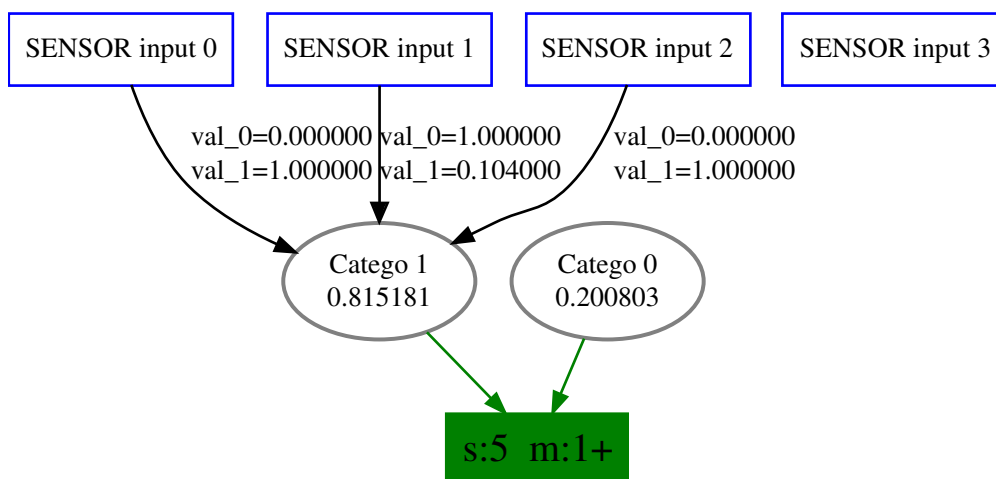 SENSOR input 0
SENSOR input 1
SENSOR input 2
SENSOR input 3
val_0=0.000000
val_1=1.000000
val_0=1.000000
val_1=0.104000
val_0=0.000000
val_1=1.000000
Catego 1
0.815181
Catego 0
0.200803
s:5  m:1+